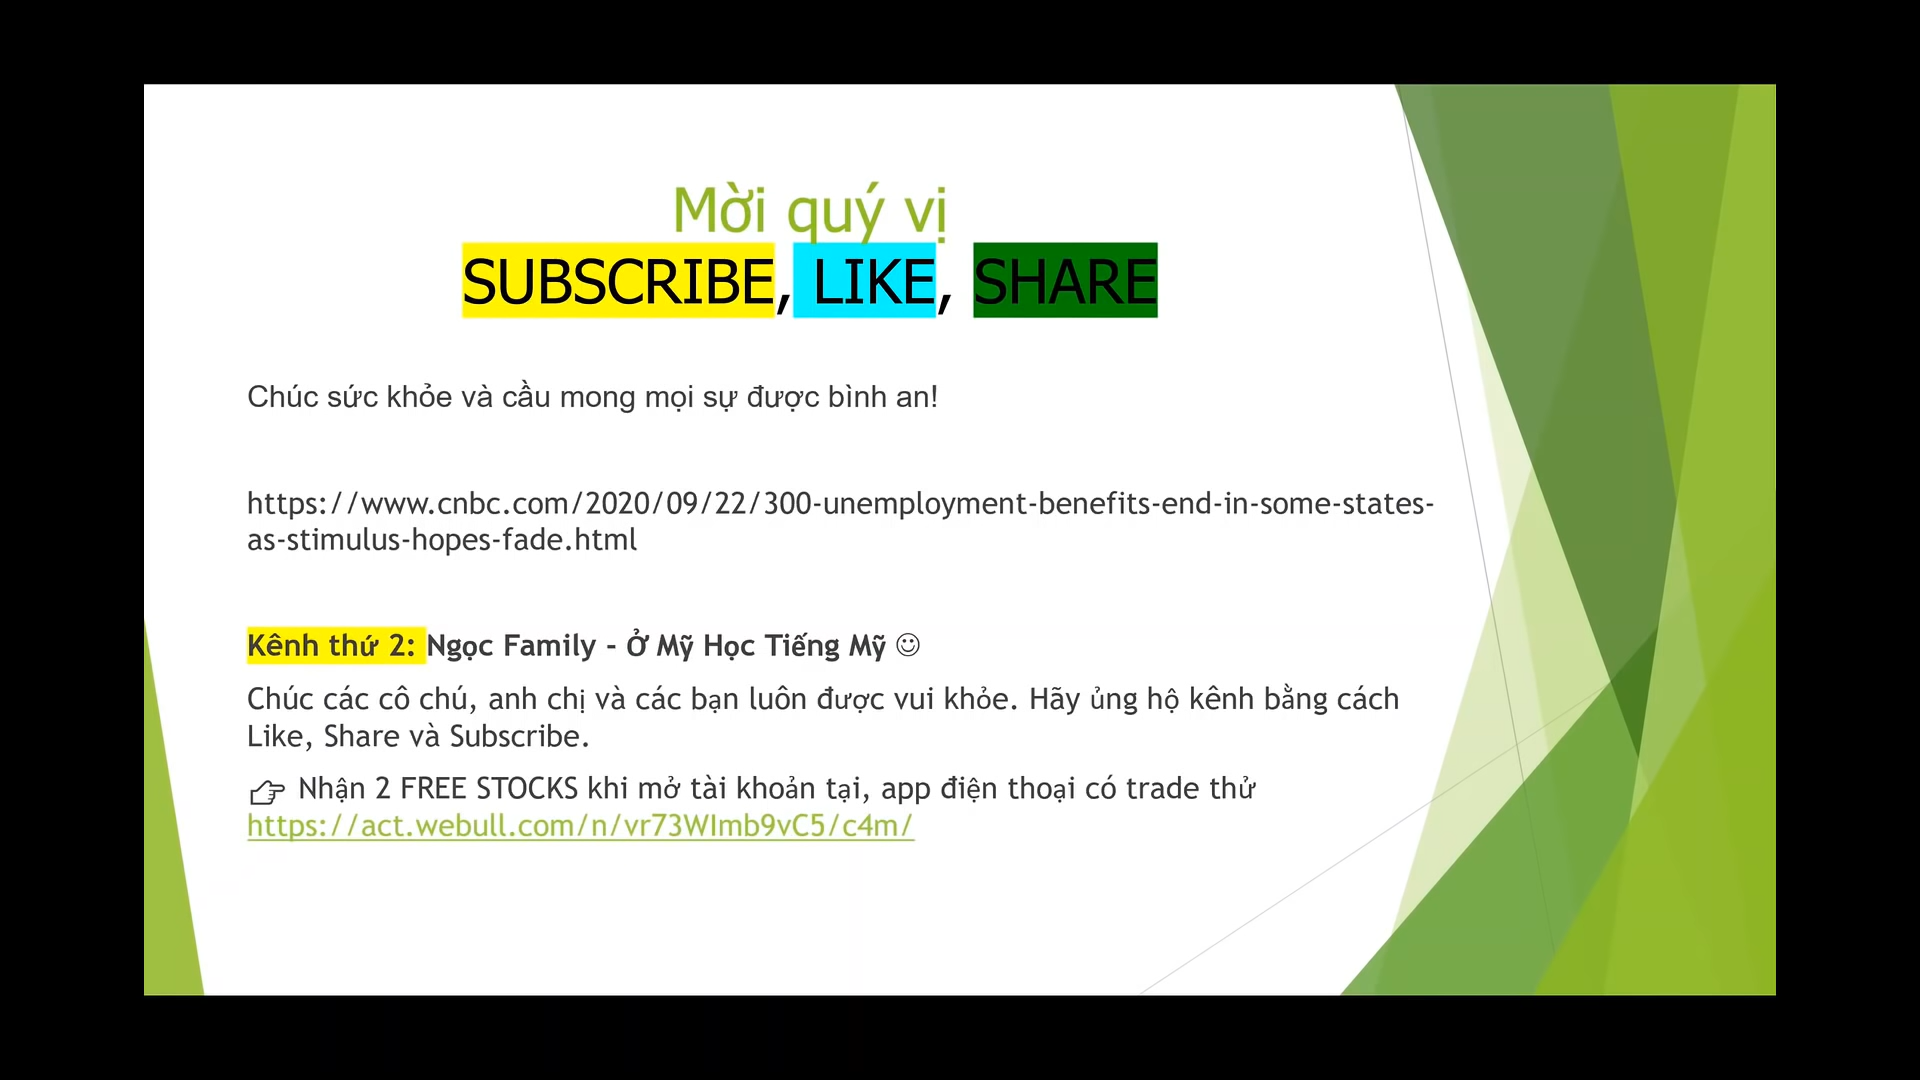 Mời quý vị
SUBSCRIBE, LIKE, SHARE
Chúc sức khỏe và cầu mong mọi sự được bình an!
https://www.cnbc.com/2020/09/22/300-unemployment-benefits-end-in-some-states-
as-stimulus-hopes-fade.html
Kênh thứ 2: Ngọc Family - Ở Mỹ Học Tiếng Mỹ ☺
Chúc các cô chú, anh chị và các bạn luôn được vui khỏe. Hãy ủng hộ kênh bằng cách
Like, Share và Subscribe.
👉 Nhận 2 FREE STOCKS khi mở tài khoản tại, app điện thoại có trade thử
https://act.webull.com/n/vr73WImb9vC5/c4m/